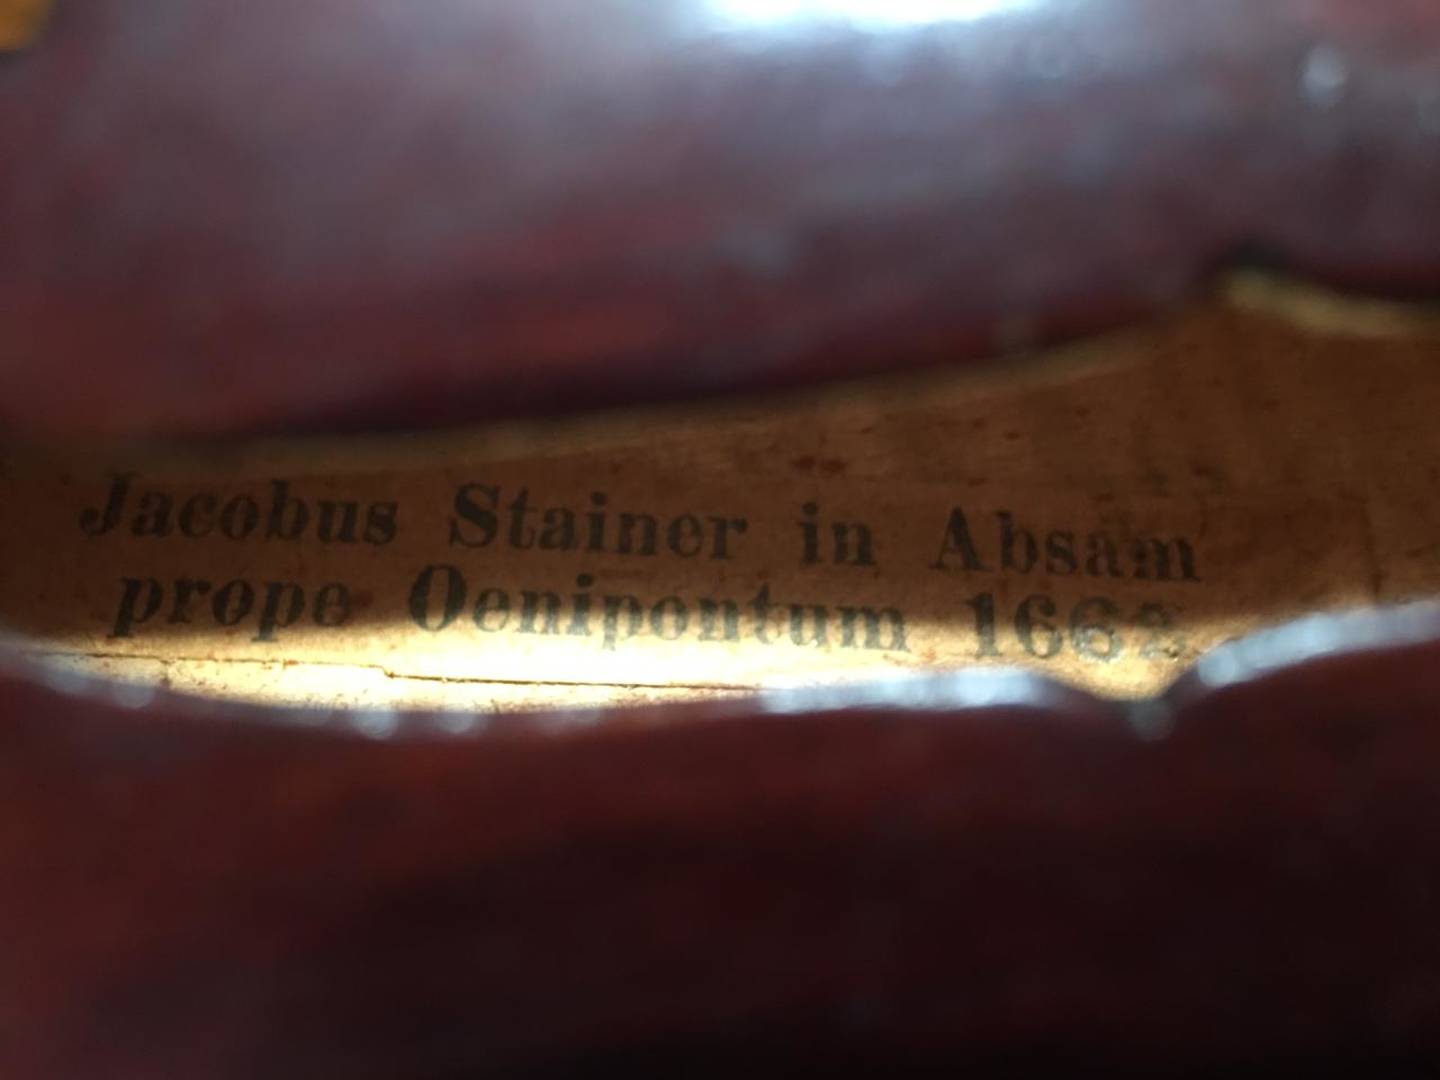 Jacobus Stainer in Absam
prope Oenipontum 1662